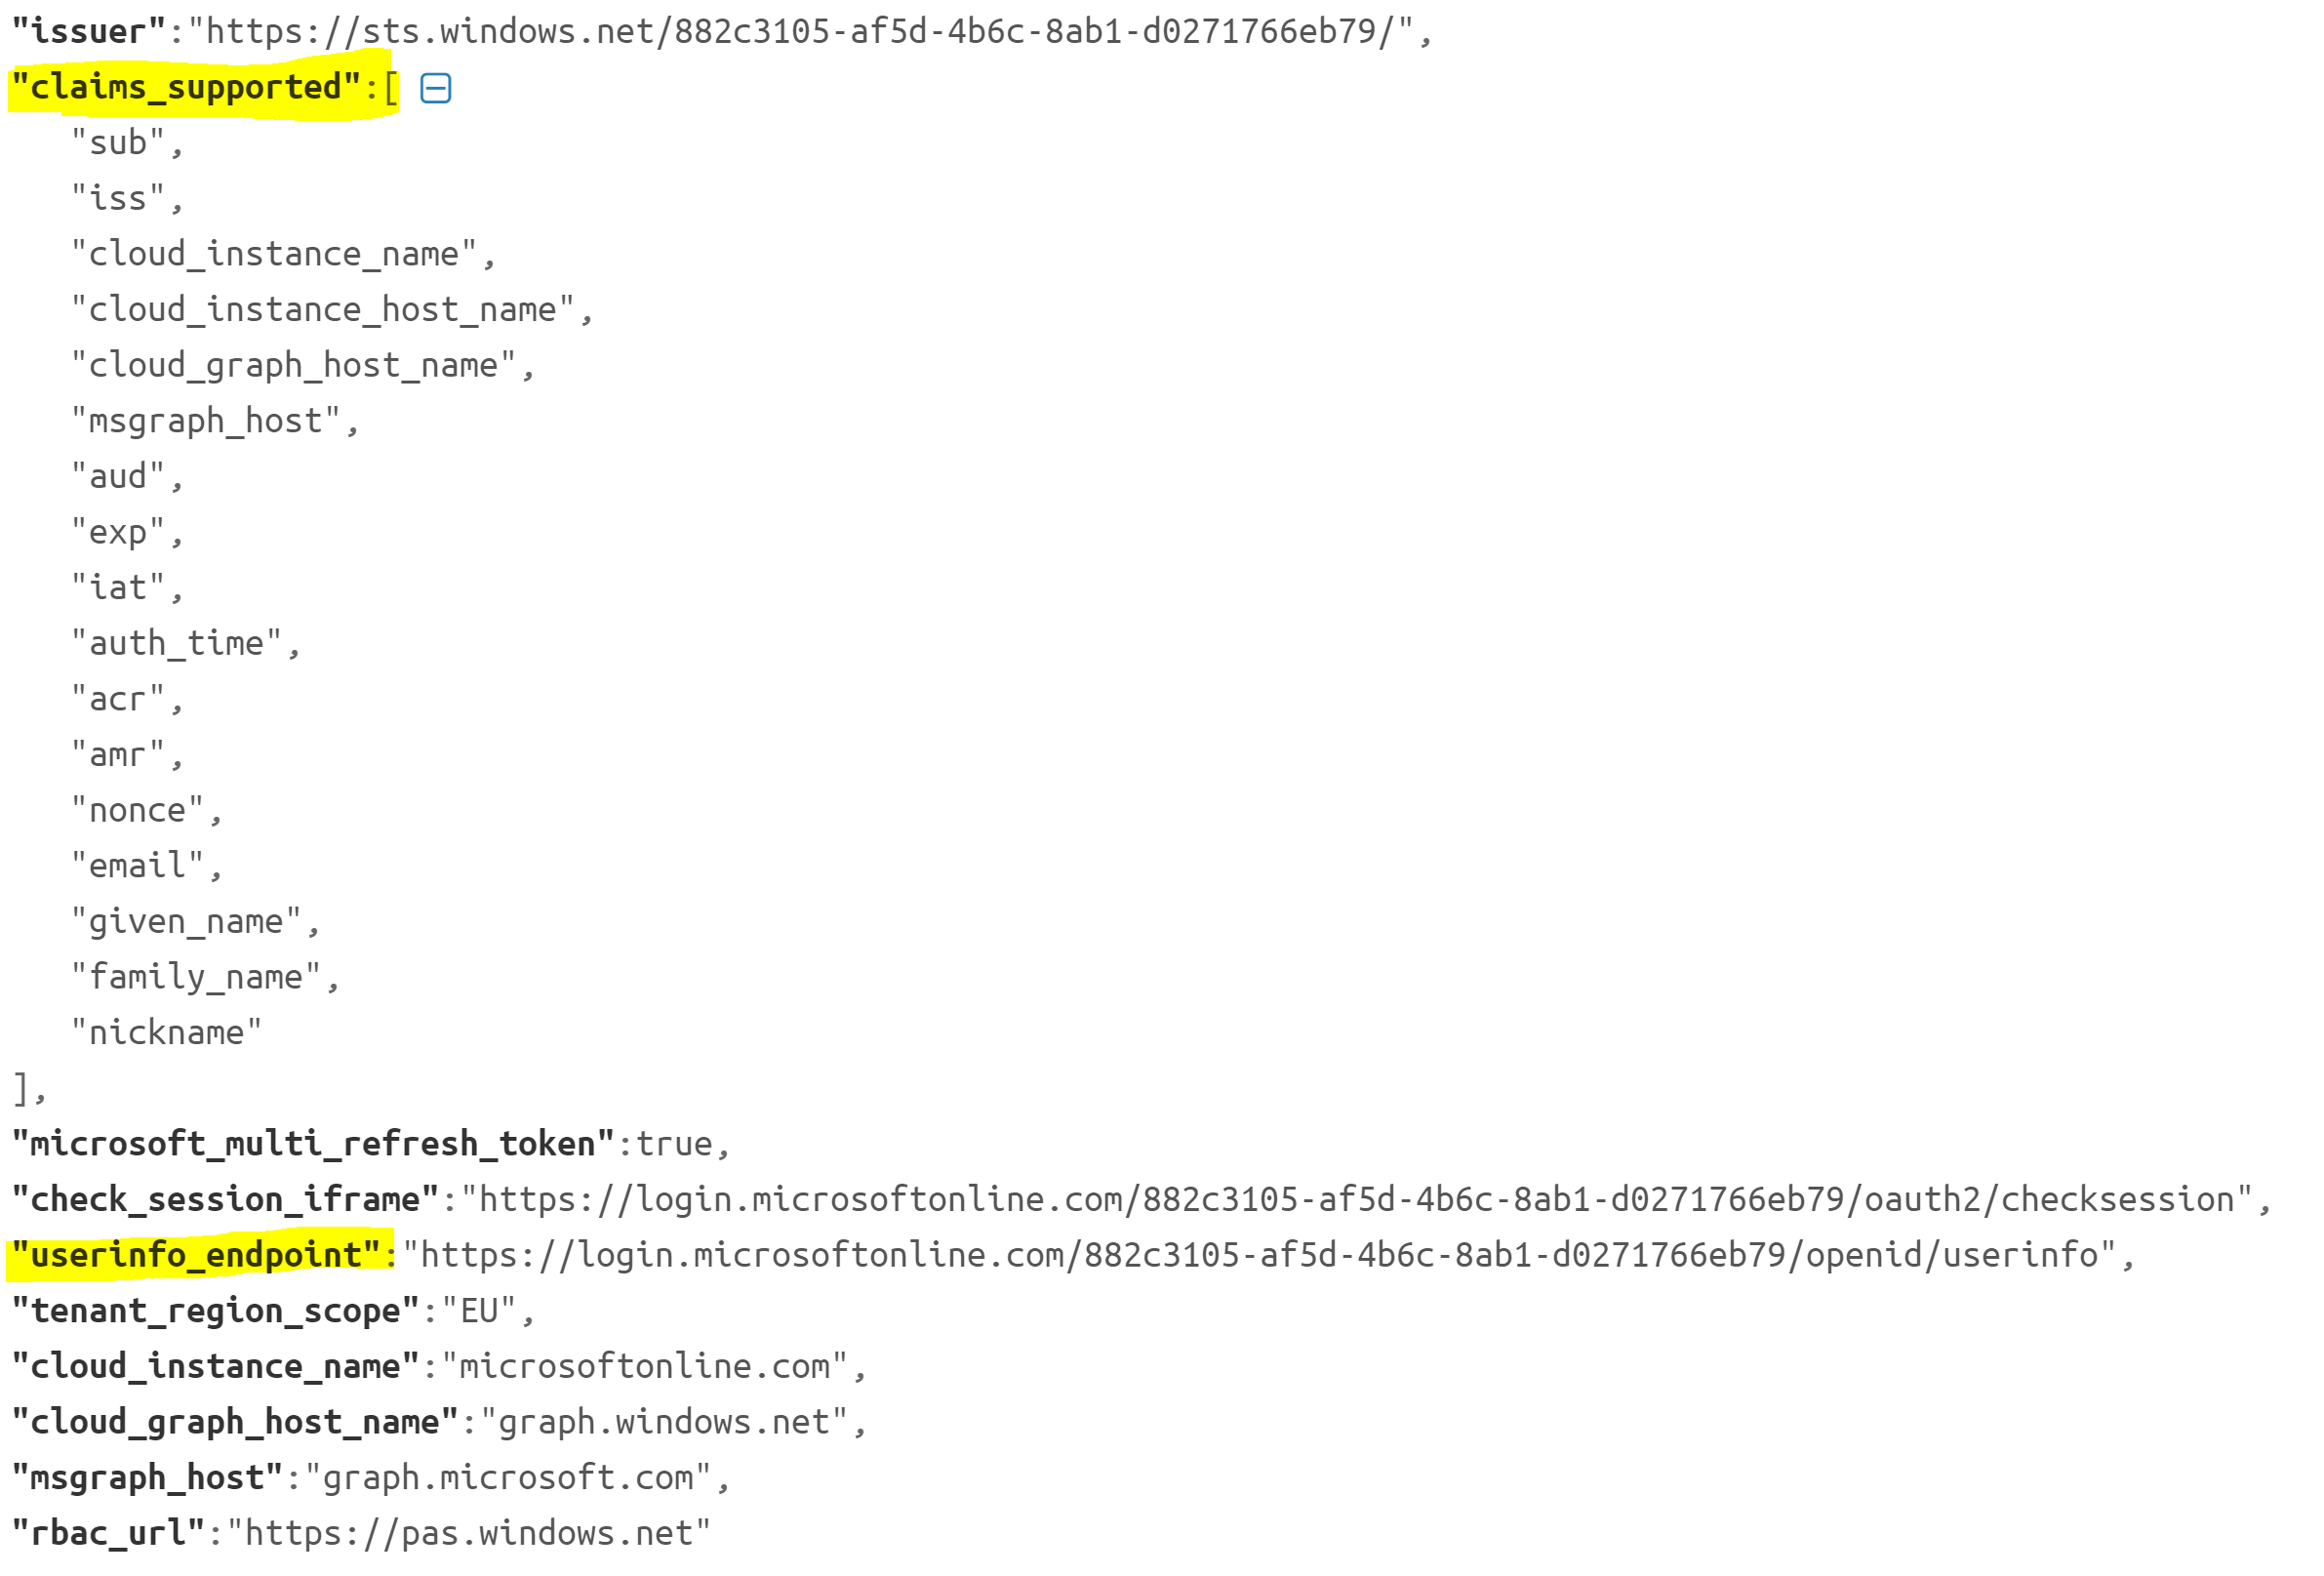 "issuer":"https://sts.windows.net/882c3105-af5d-4b6c-8ab1-d0271766eb79/",
"claims_supported":[
"sub",
"iss",
"cloud_instance_name",
"cloud_instance_host_name",
"cloud_graph_host_name",
"msgraph_host",
"aud",
"exp",
"iat",
"auth_time",
"acr",
"amr",
"nonce",
"email",
"given_name",
"family_name",
"nickname"
],
"microsoft_multi_refresh_token":true,
"check_session_iframe":"https://login.microsoftonline.com/882c3105-af5d-4b6c-8ab1-d0271766eb79/oauth2/checksession",
"userinfo_endpoint":"https://login.microsoftonline.com/882c3105-af5d-4b6c-8ab1-d0271766eb79/openid/userinfo",
"tenant_region_scope":"EU",
"cloud_instance_name":"microsoftonline.com",
"cloud_graph_host_name":"graph.windows.net",
"msgraph_host":"graph.microsoft.com",
"rbac_url":"https://pas.windows.net"